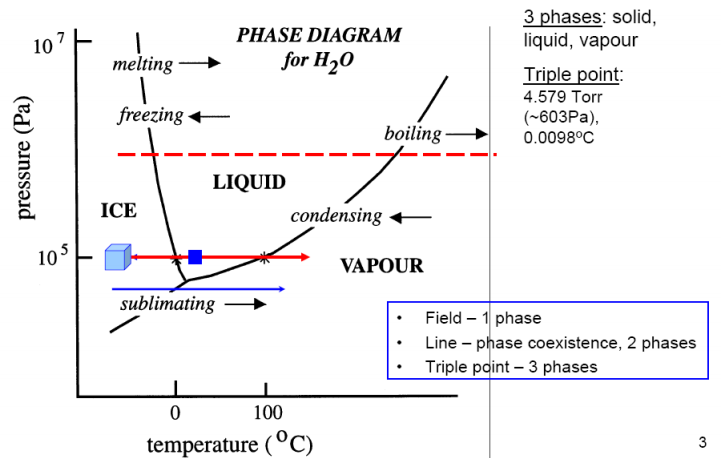 PHASE DIAGRAM
for H₂O
10⁷
melting
freezing
boiling
pressure (Pa)
LIQUID
ICE
condensing
10⁵
VAPOUR
sublimating
0
100
temperature (°C)
3 phases: solid,
liquid, vapour
Triple point:
4.579 Torr
(~603Pa),
0.0098ºC
• Field – 1 phase
• Line – phase coexistence, 2 phases
• Triple point – 3 phases
3